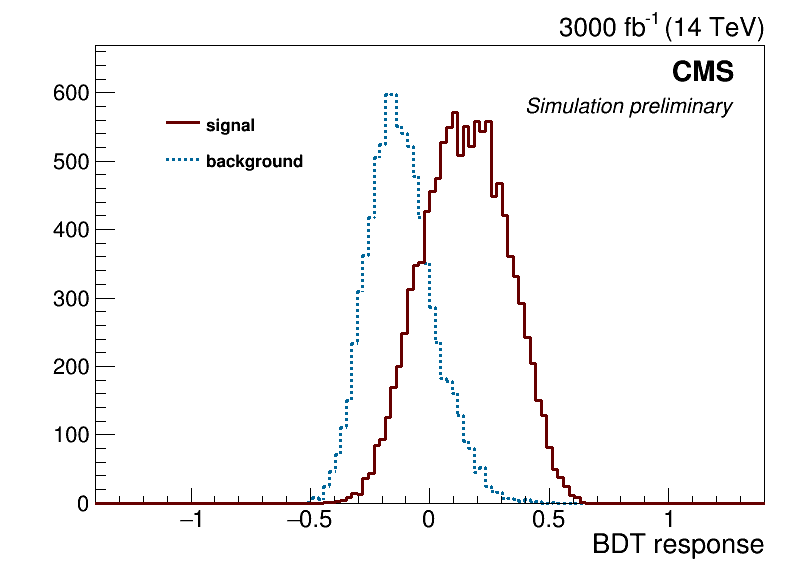 3000 fb⁻¹ (14 TeV)
CMS
Simulation preliminary
signal
background
600
500
400
300
200
100
0
−1
−0.5
0
0.5
1
BDT response